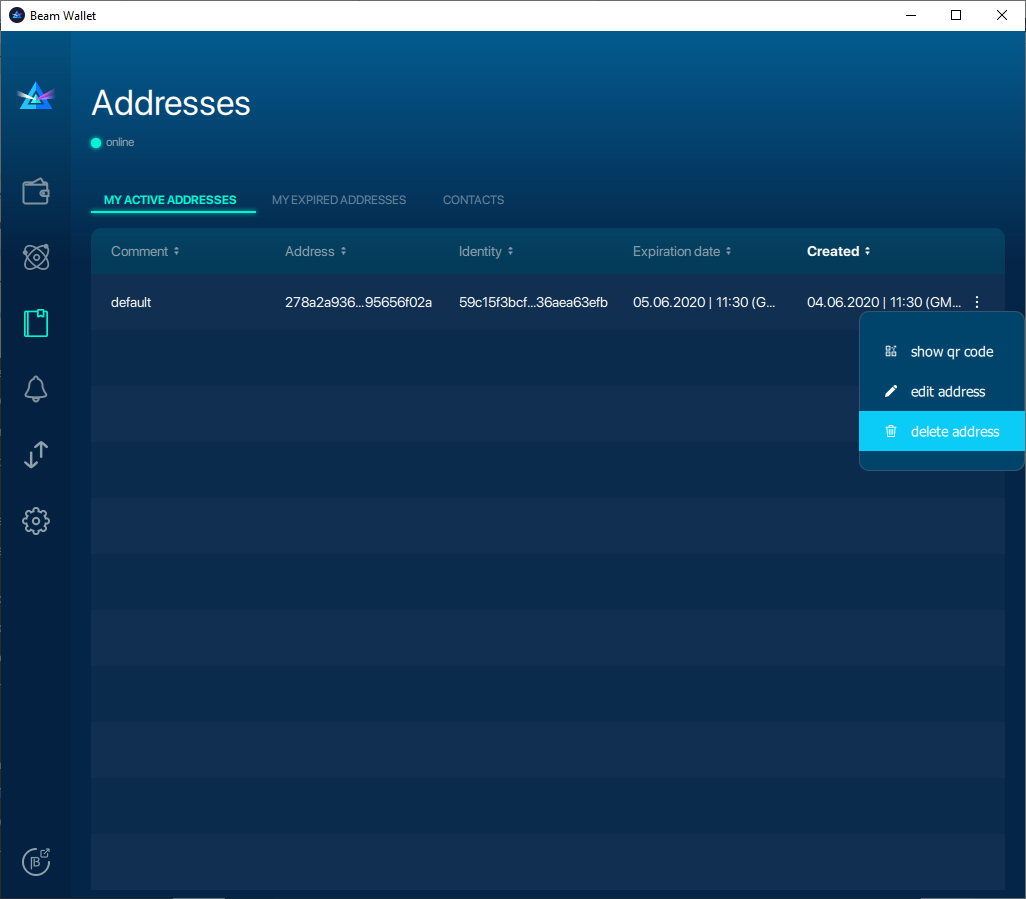 Beam Wallet
Addresses
online
MY ACTIVE ADDRESSES MY EXPIRED ADDRESSES CONTACTS
Comment Address Identity Expiration date Created
default 278a2a936...95656f02a 59c15f3bcf...36aea63efb 05.06.2020 | 11:30 (G... 04.06.2020 | 11:30 (GM...
show qr code
edit address
delete address